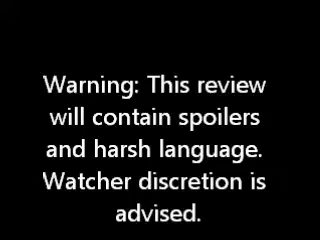 Warning: This review
will contain spoilers
and harsh language.
Watcher discretion is
advised.